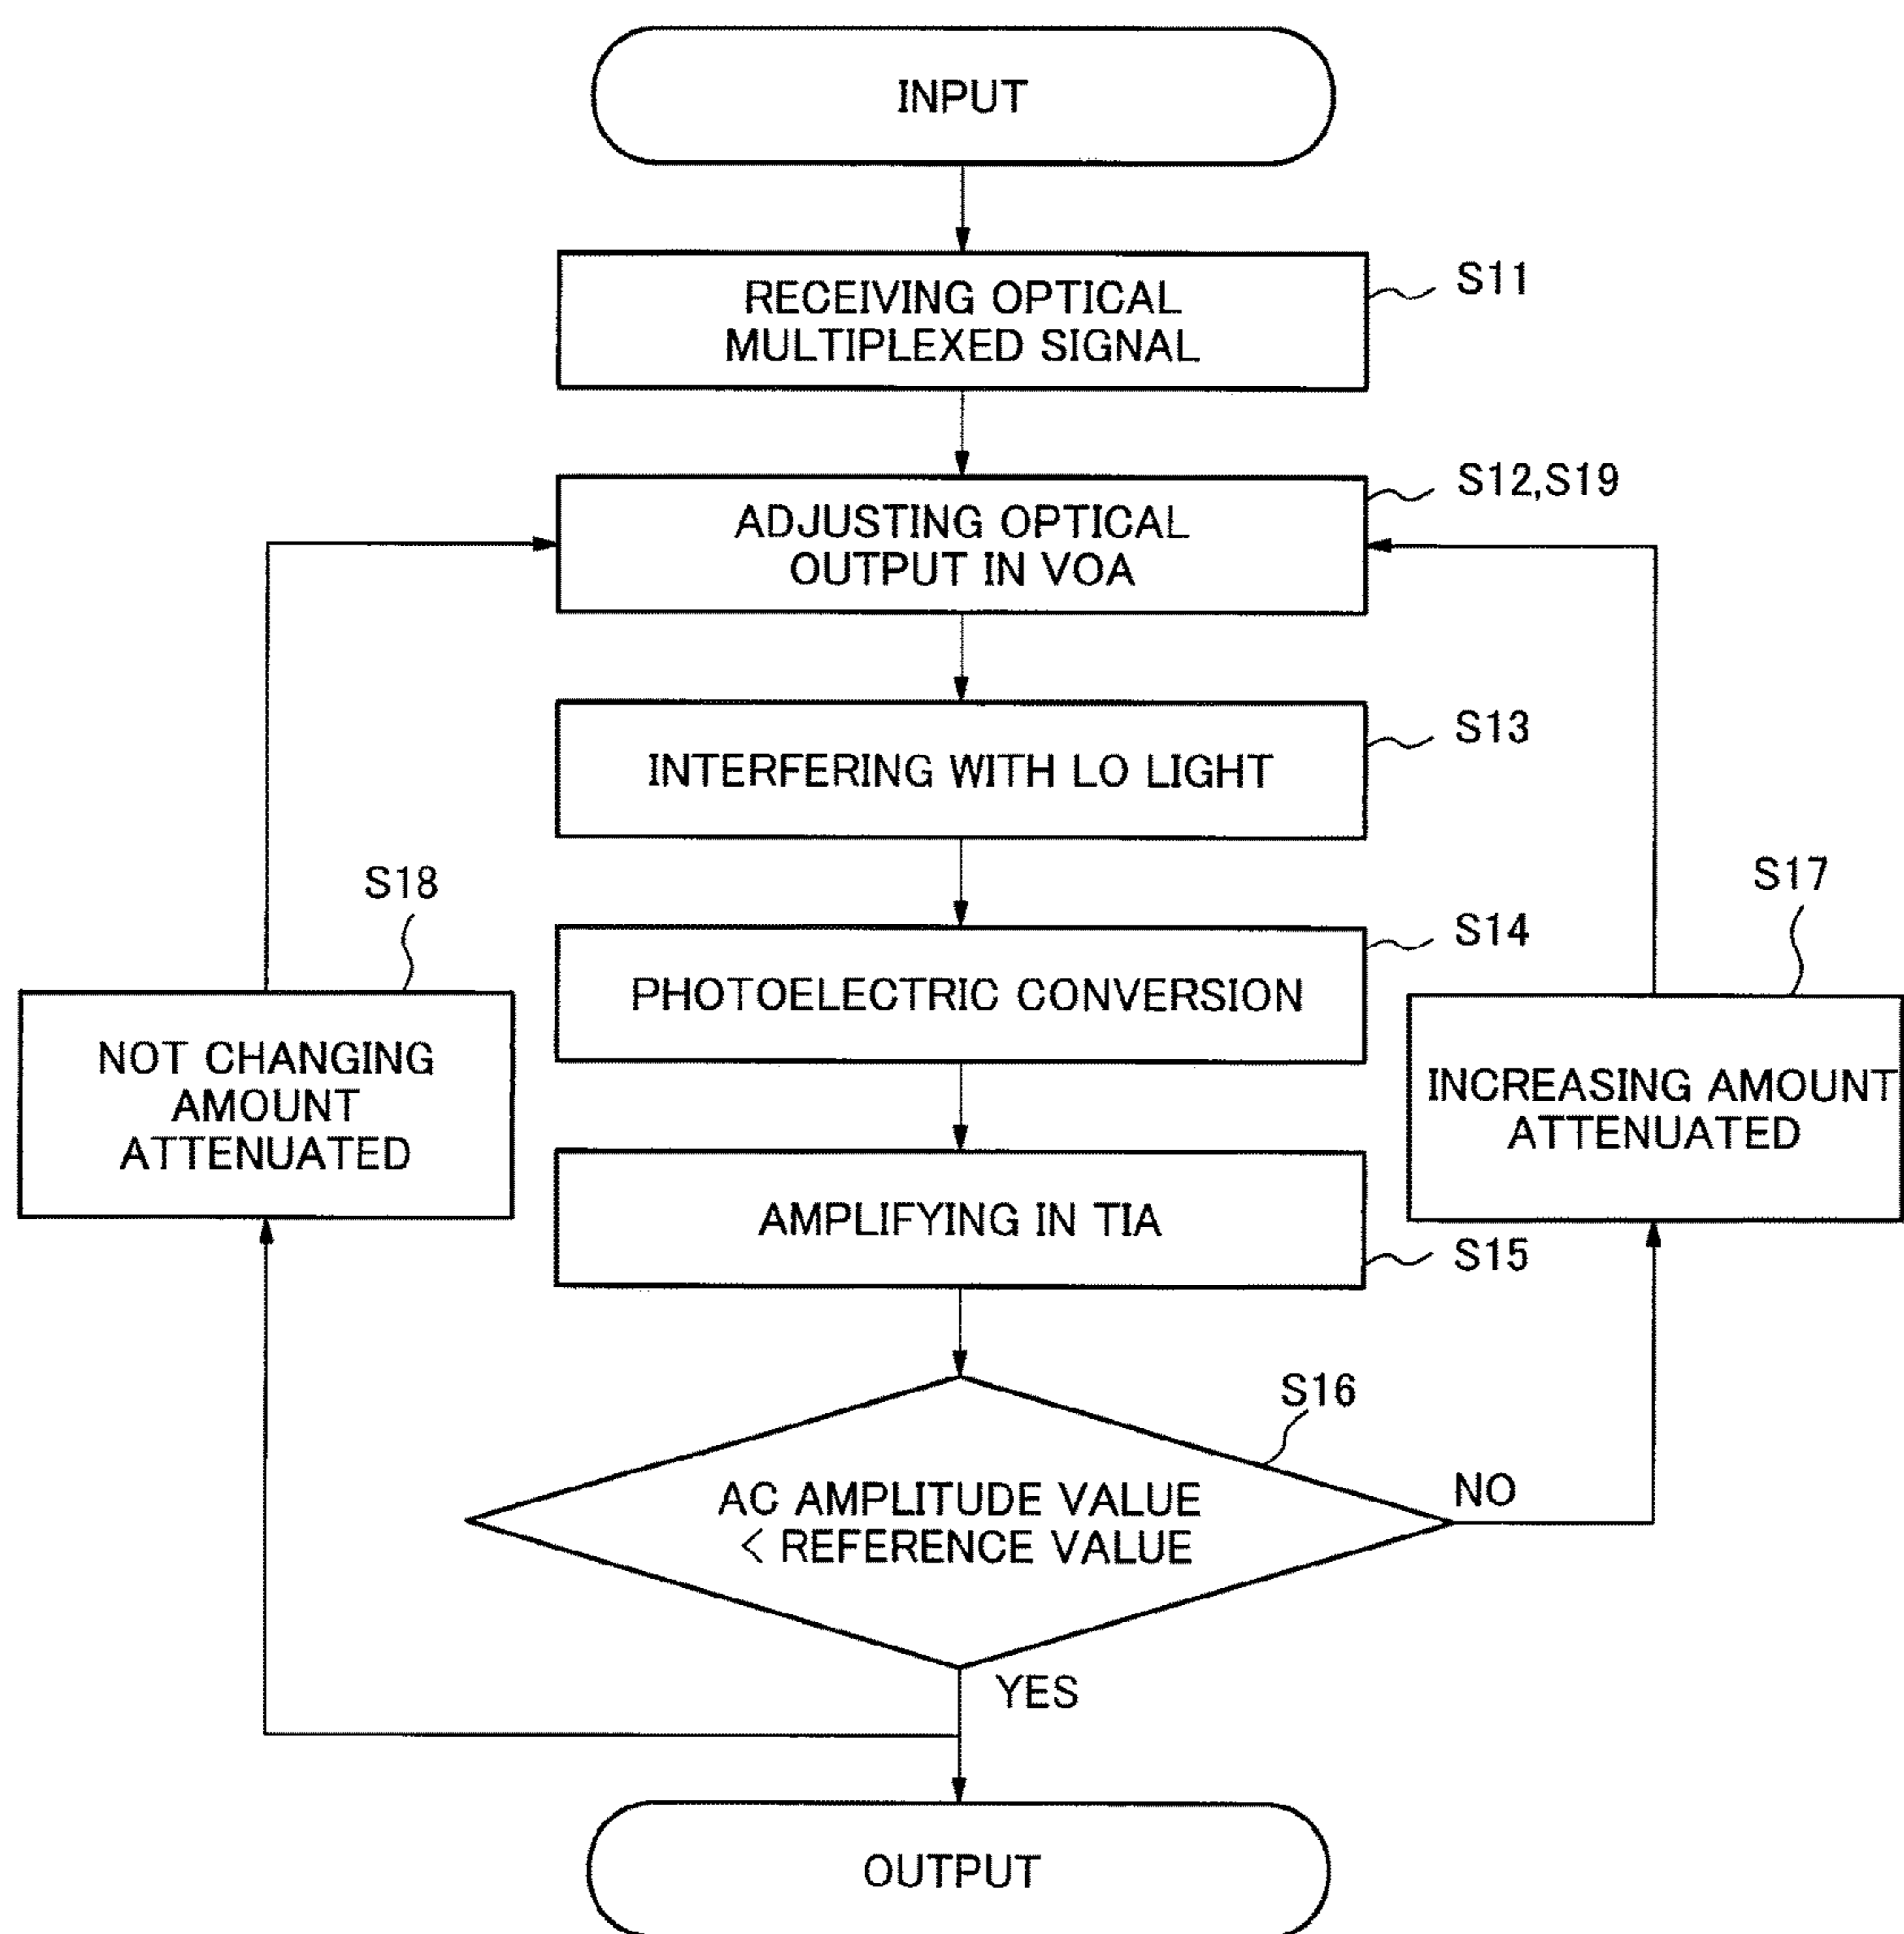 INPUT
RECEIVING OPTICAL
MULTIPLEXED SIGNAL
S11
ADJUSTING OPTICAL
OUTPUT IN VOA
S12,S19
INTERFERING WITH LO LIGHT
S13
S18
NOT CHANGING
AMOUNT
ATTENUATED
PHOTOELECTRIC CONVERSION
S14
S17
INCREASING AMOUNT
ATTENUATED
AMPLIFYING IN TIA
S15
S16
AC AMPLITUDE VALUE
< REFERENCE VALUE
NO
YES
OUTPUT